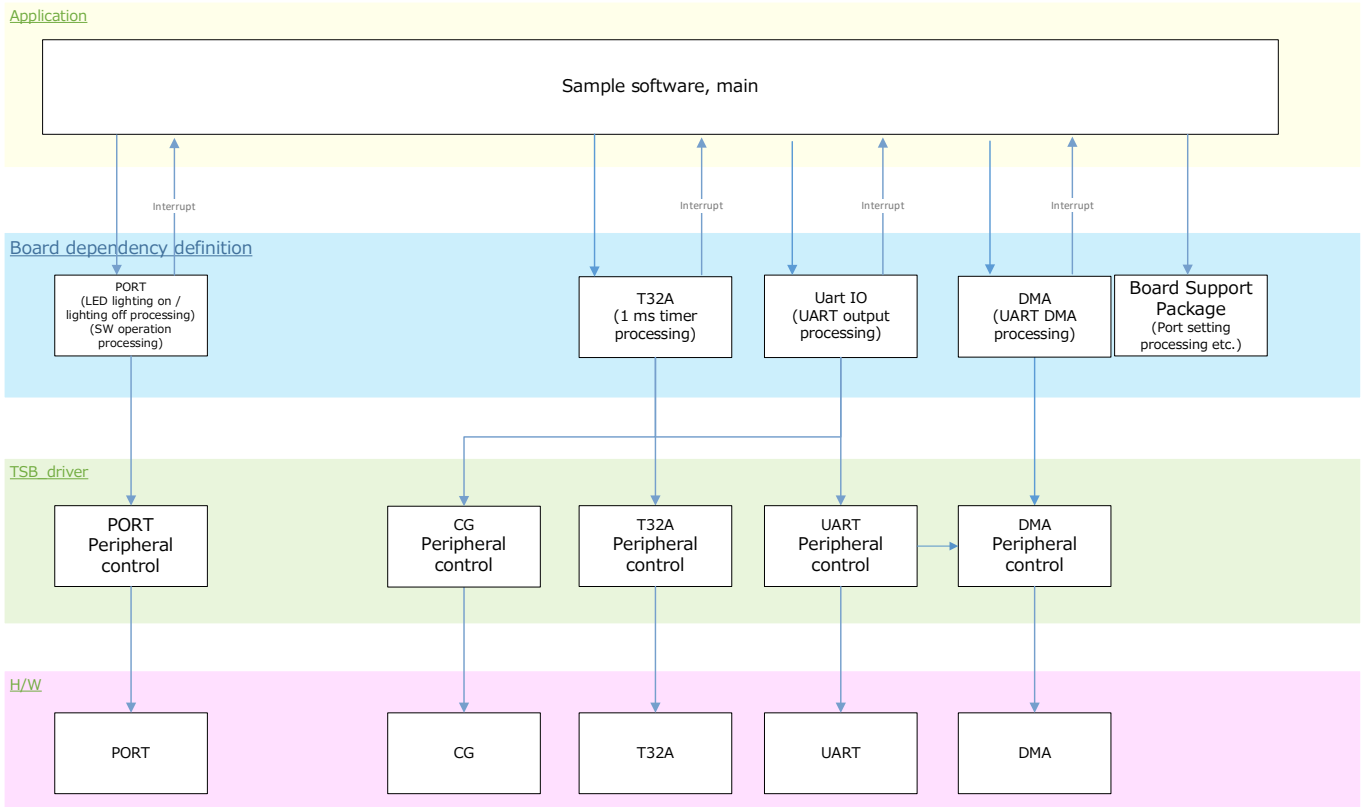 Application
Sample software, main
Interrupt
Interrupt
Interrupt
Interrupt
Board dependency definition
PORT
(LED lighting on /
lighting off processing)
(SW operation
processing)
T32A
(1 ms timer
processing)
Uart IO
(UART output
processing)
DMA
(UART DMA
processing)
Board Support
Package
(Port setting
processing etc.)
TSB_driver
PORT
Peripheral
control
CG
Peripheral
control
T32A
Peripheral
control
UART
Peripheral
control
DMA
Peripheral
control
H/W
PORT
CG
T32A
UART
DMA